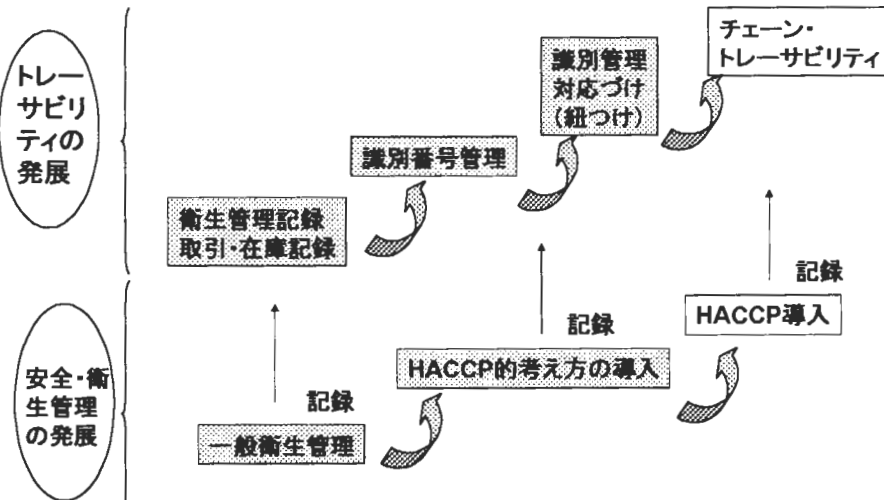 トレー
サビリ
ティの
発展
チェーン・
トレーサビリティ
識別管理
対応づけ
(紐つけ)
識別番号管理
衛生管理記録
取引・在庫記録
安全・衛
生管理
の発展
記録
HACCP導入
記録
HACCP的考え方の導入
記録
一般衛生管理